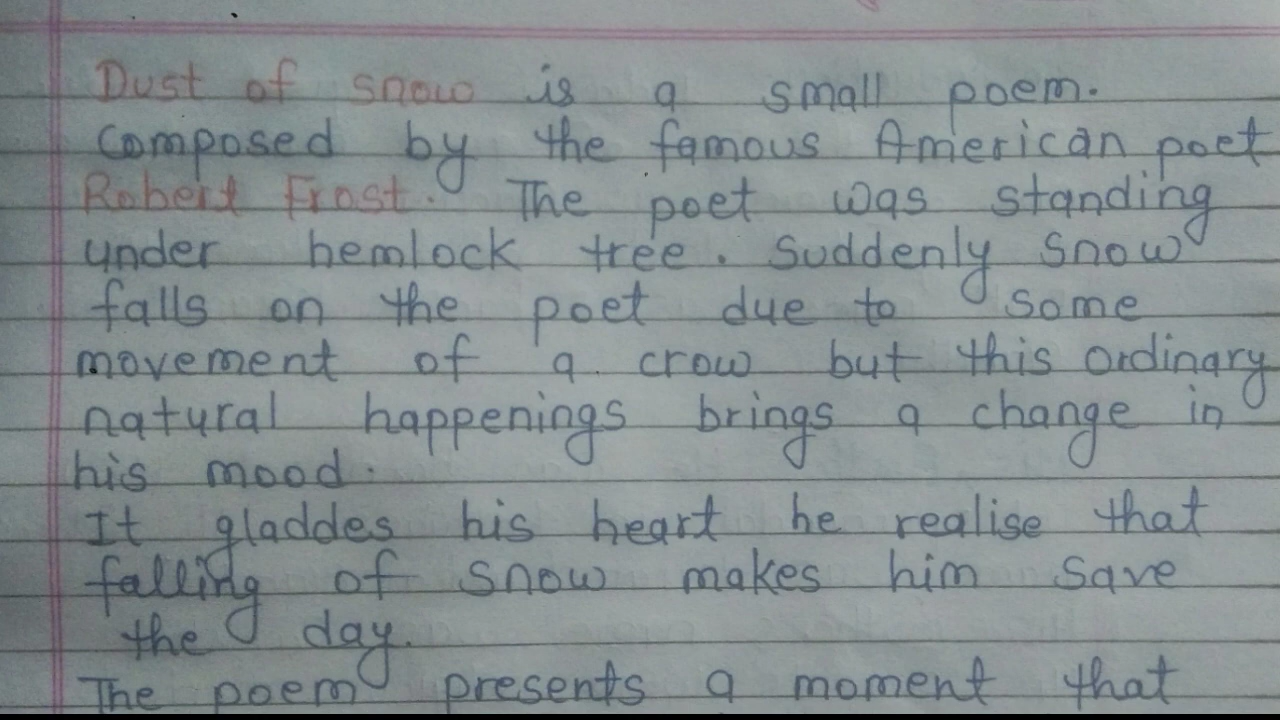 Dust of snow is a small poem.
composed by the famous American poet
Robert Frost. The poet was standing
under hemlock tree. Suddenly snow
falls on the poet due to some
movement of a crow but this ordinary
natural happenings brings a change in
his mood.
It gladdes his heart he realise that
falling of snow makes him save
the day.
The poem presents a moment that